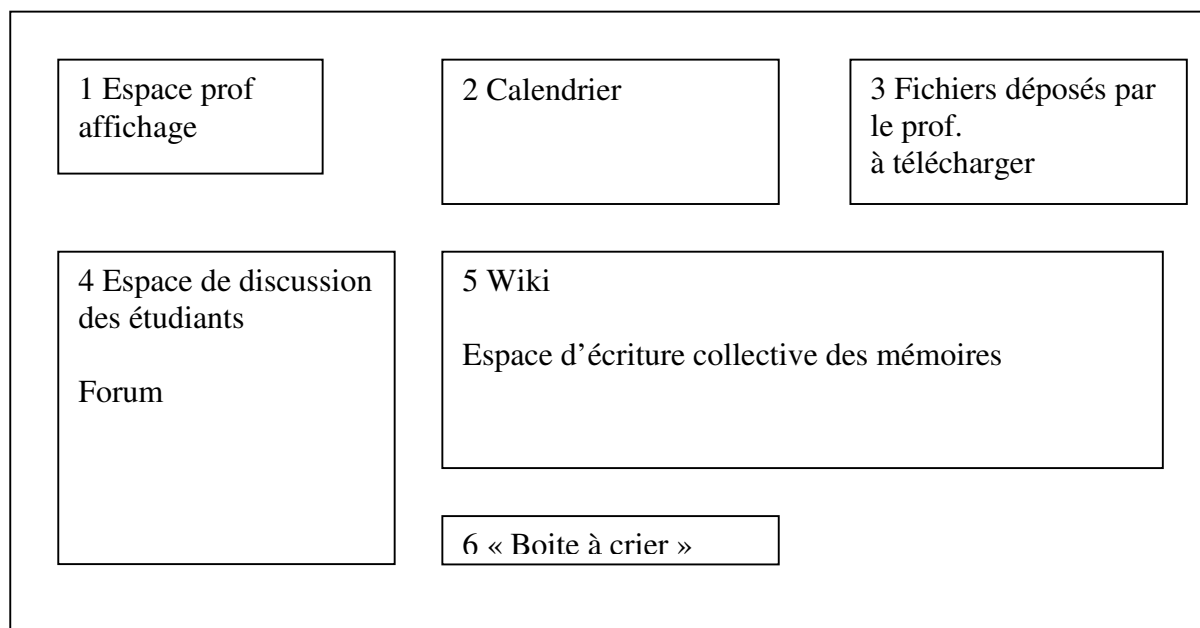 1 Espace prof
affichage
2 Calendrier
3 Fichiers déposés par
le prof.
à télécharger
4 Espace de discussion
des étudiants
Forum
5 Wiki
Espace d’écriture collective des mémoires
6 « Boite à crier »